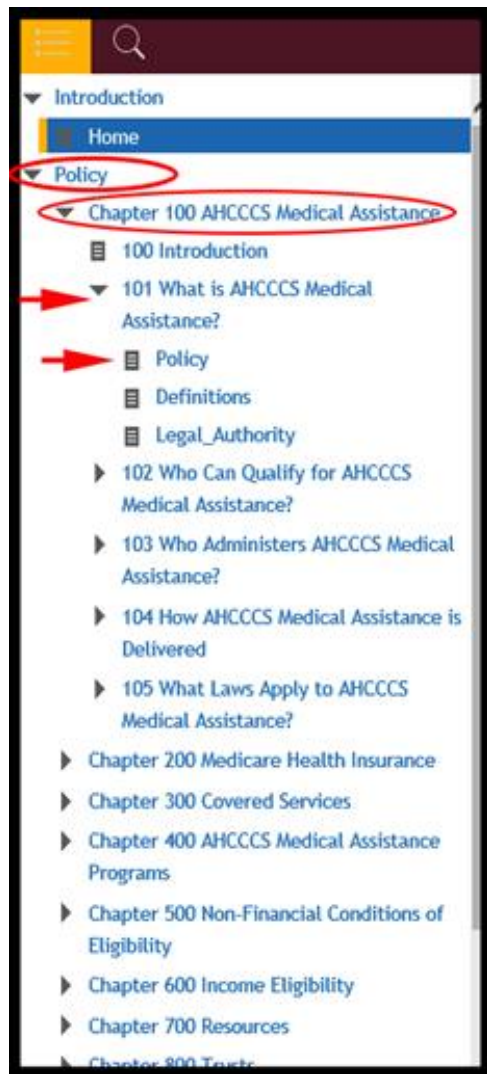 Introduction
Home
Policy
Chapter 100 AHCCCS Medical Assistance
100 Introduction
101 What is AHCCCS Medical
Assistance?
Policy
Definitions
Legal_Authority
102 Who Can Qualify for AHCCCS
Medical Assistance?
103 Who Administers AHCCCS Medical
Assistance?
104 How AHCCCS Medical Assistance is
Delivered
105 What Laws Apply to AHCCCS
Medical Assistance?
Chapter 200 Medicare Health Insurance
Chapter 300 Covered Services
Chapter 400 AHCCCS Medical Assistance
Programs
Chapter 500 Non-Financial Conditions of
Eligibility
Chapter 600 Income Eligibility
Chapter 700 Resources
Chapter 800 Trusts